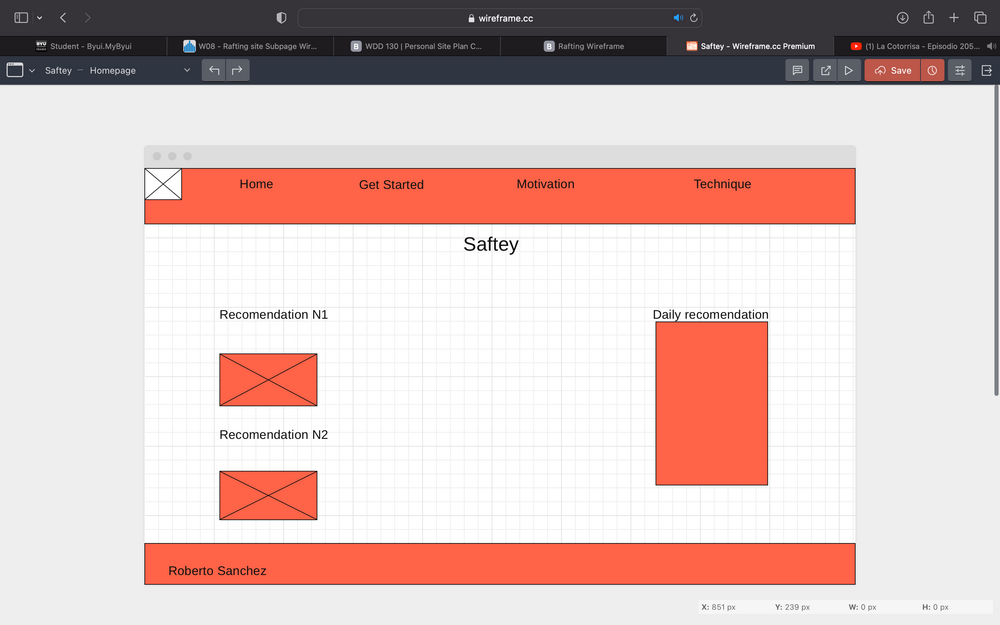 wireframe.cc
BYU Student - Byui.MyByui
W08 - Rafting site Subpage Wir...
B WDD 130 | Personal Site Plan C...
B Rafting Wireframe
Saftey - Wireframe.cc Premium
(1) La Cotorrisa - Episodio 205...
Saftey – Homepage
Save
Home Get Started Motivation Technique
Saftey
Recomendation N1
Daily recomendation
Recomendation N2
Roberto Sanchez
X: 851 px Y: 239 px W: 0 px H: 0 px